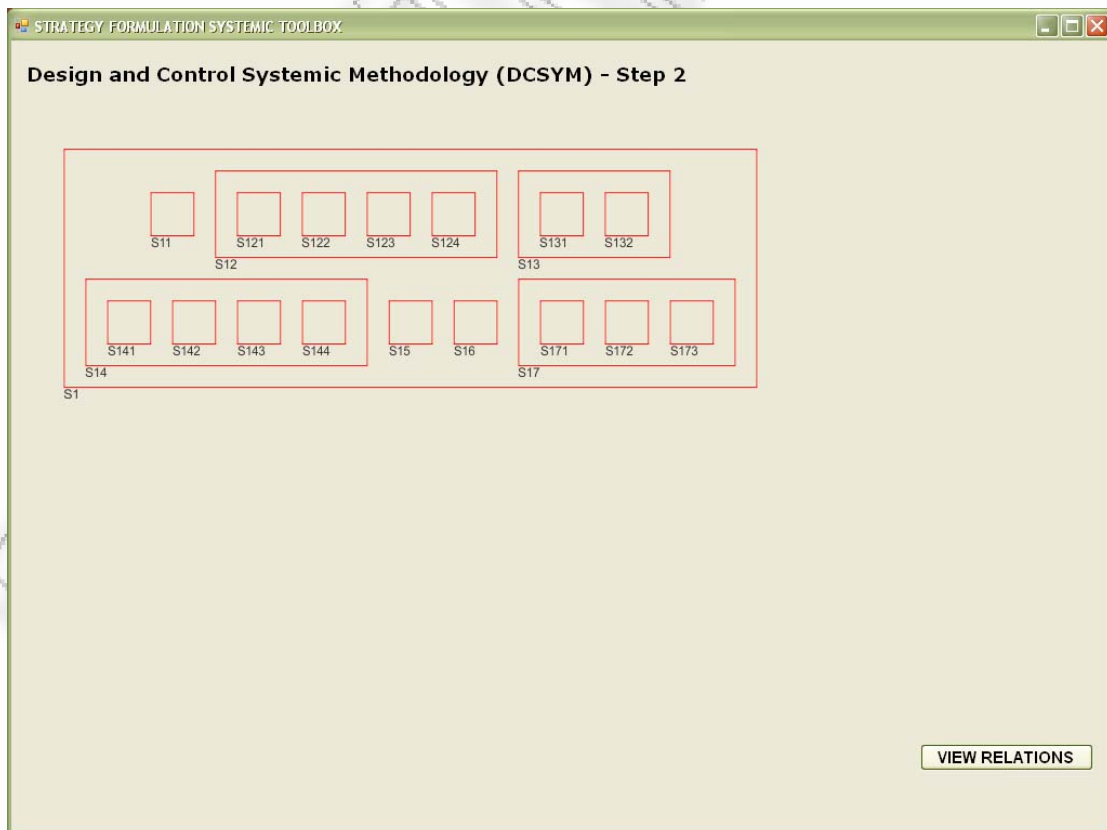 STRATEGY FORMULATION SYSTEMIC TOOLBOX
Design and Control Systemic Methodology (DCSYM) - Step 2
S11 S121 S122 S123 S124 S131 S132
S12 S13
S141 S142 S143 S144 S15 S16 S171 S172 S173
S14 S17
S1
VIEW RELATIONS